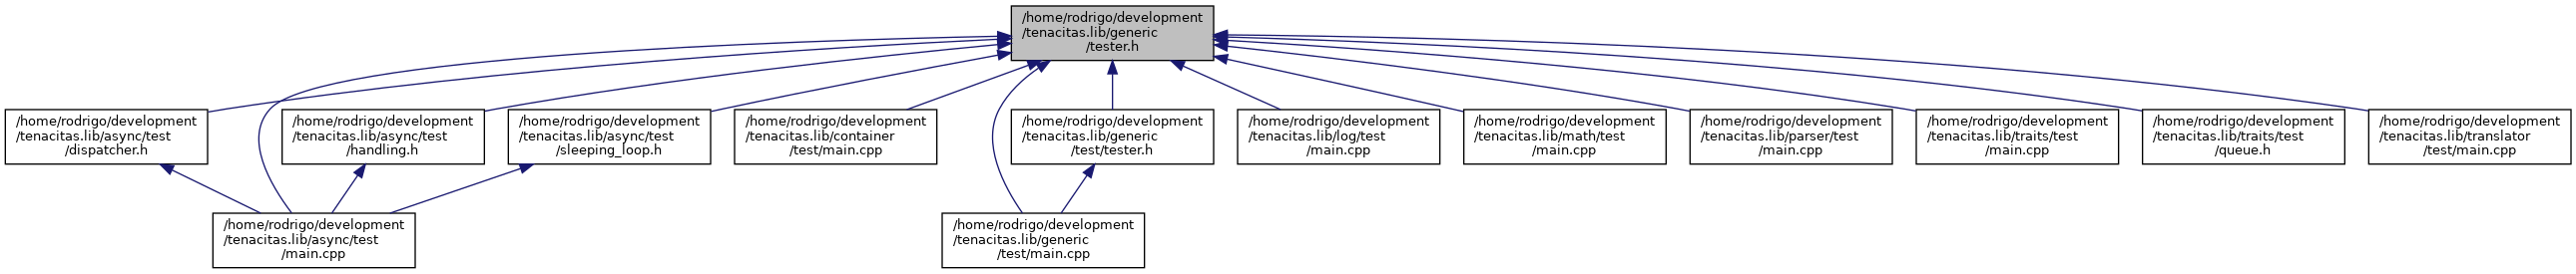 /home/rodrigo/development
/tenacitas.lib/generic
/tester.h
/home/rodrigo/development
/tenacitas.lib/async/test
/dispatcher.h
/home/rodrigo/development
/tenacitas.lib/async/test
/handling.h
/home/rodrigo/development
/tenacitas.lib/async/test
/sleeping_loop.h
/home/rodrigo/development
/tenacitas.lib/container
/test/main.cpp
/home/rodrigo/development
/tenacitas.lib/generic
/test/tester.h
/home/rodrigo/development
/tenacitas.lib/log/test
/main.cpp
/home/rodrigo/development
/tenacitas.lib/math/test
/main.cpp
/home/rodrigo/development
/tenacitas.lib/parser/test
/main.cpp
/home/rodrigo/development
/tenacitas.lib/traits/test
/main.cpp
/home/rodrigo/development
/tenacitas.lib/traits/test
/queue.h
/home/rodrigo/development
/tenacitas.lib/translator
/test/main.cpp
/home/rodrigo/development
/tenacitas.lib/async/test
/main.cpp
/home/rodrigo/development
/tenacitas.lib/generic
/test/main.cpp